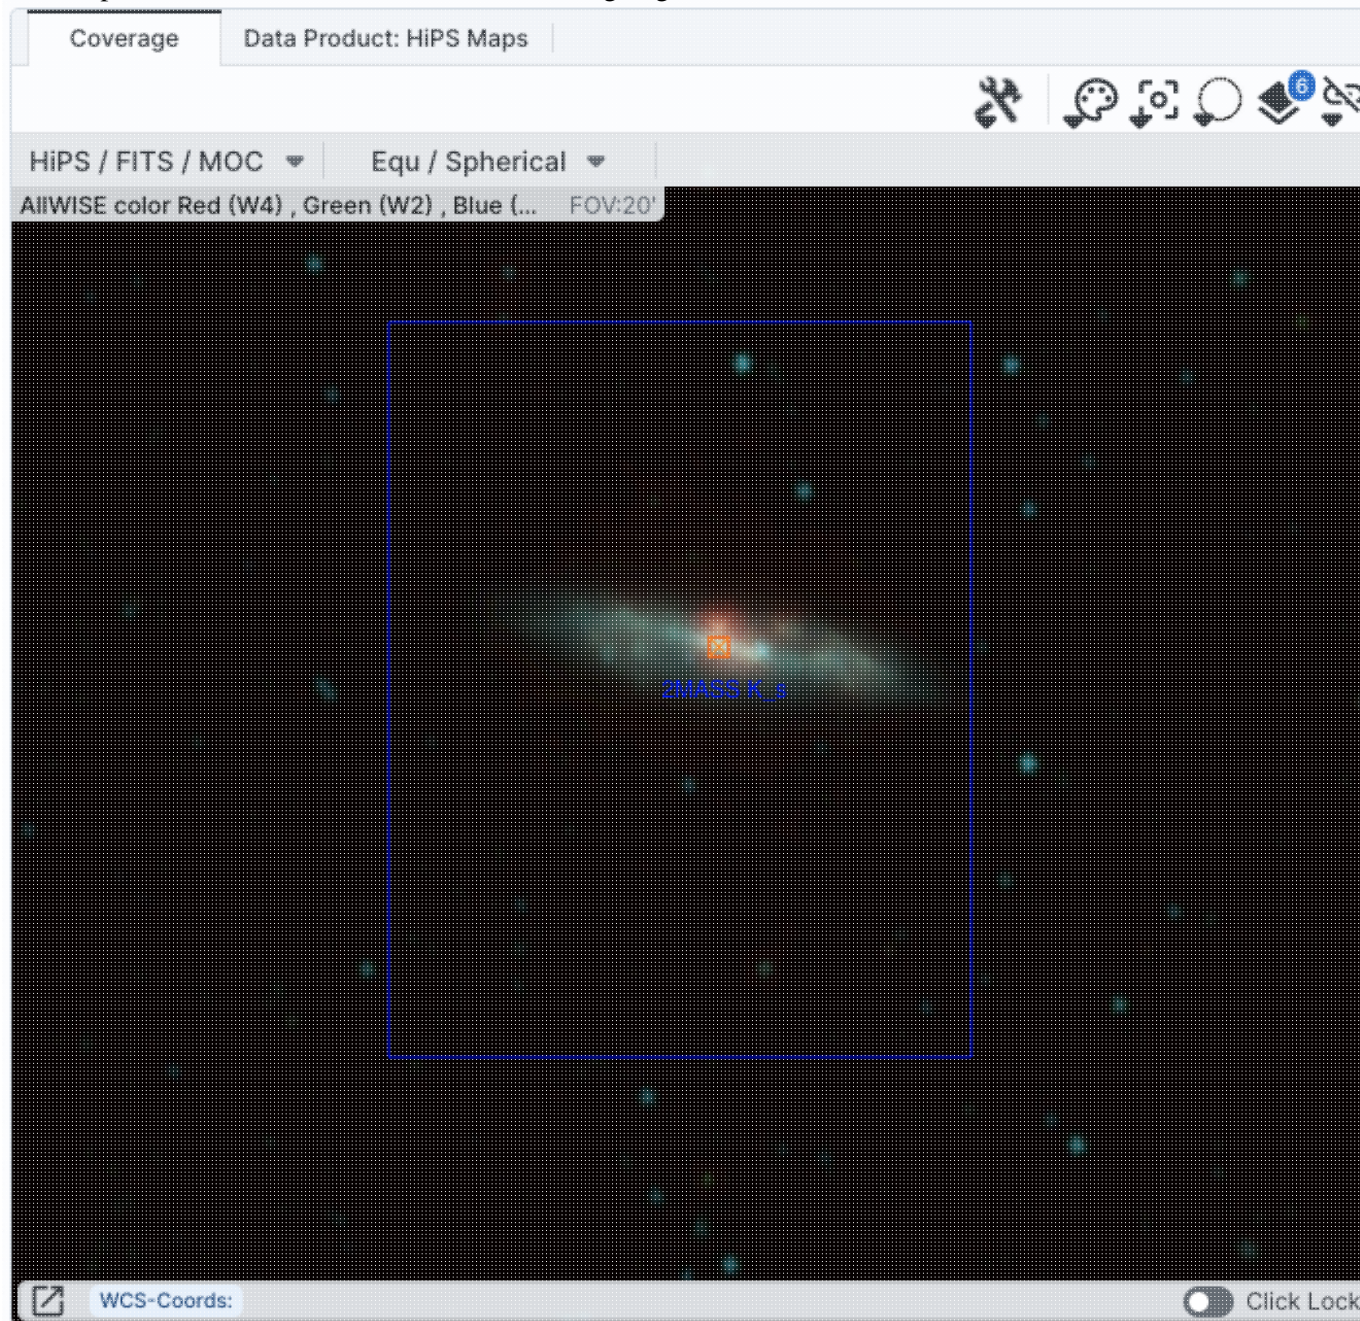 Coverage Data Product: HiPS Maps
6
HiPS / FITS / MOC Equ / Spherical
AllWISE color Red (W4) , Green (W2) , Blue (... FOV:20'
2MASS K_s
WCS-Coords: Click Lock